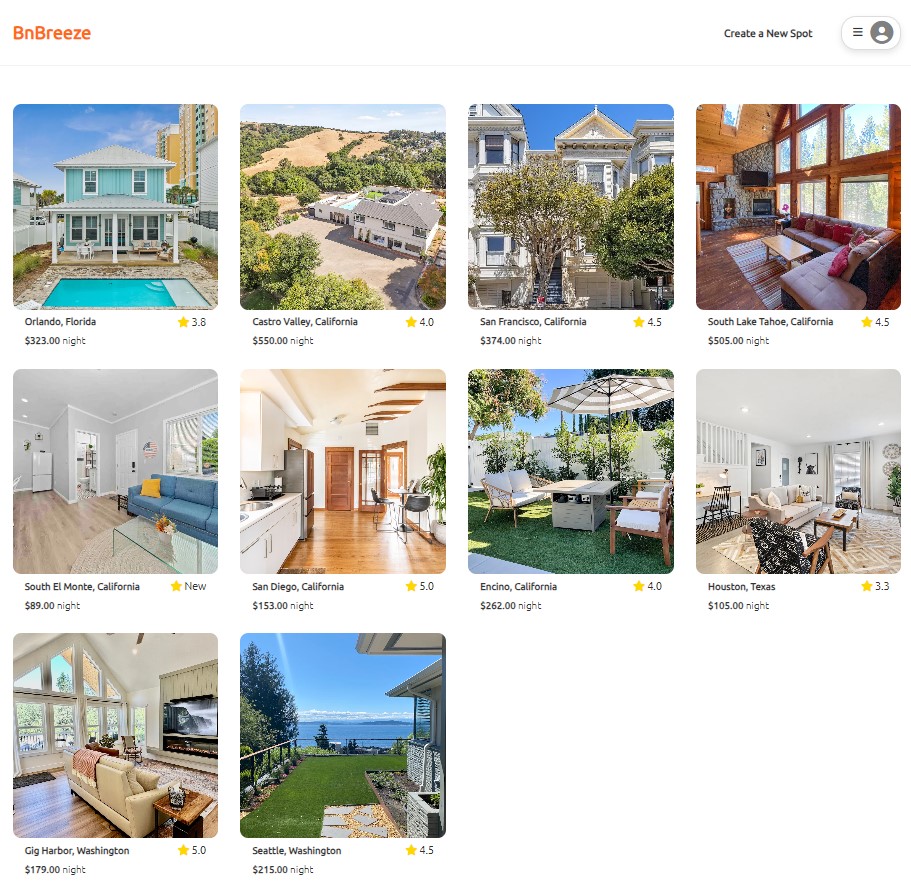 BnBreeze
Create a New Spot
Orlando, Florida 3.8
$323.00 night
Castro Valley, California 4.0
$550.00 night
San Francisco, California 4.5
$374.00 night
South Lake Tahoe, California 4.5
$505.00 night
South El Monte, California New
$89.00 night
San Diego, California 5.0
$153.00 night
Encino, California 4.0
$262.00 night
Houston, Texas 3.3
$105.00 night
Gig Harbor, Washington 5.0
$179.00 night
Seattle, Washington 4.5
$215.00 night